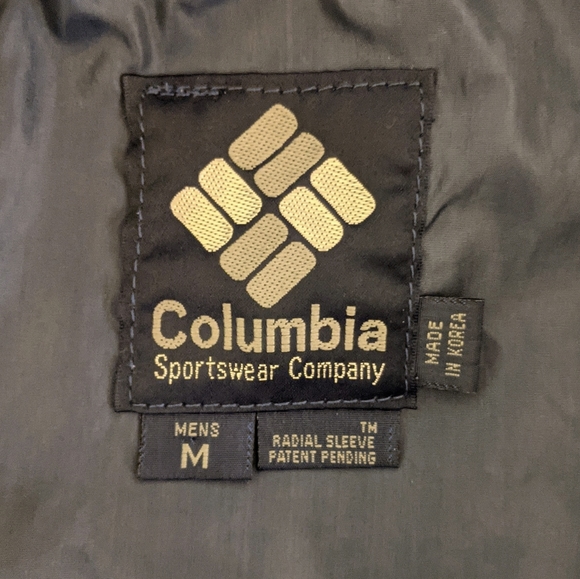 Columbia
Sportswear Company
MADE
IN KOREA
MENS
M
TM
RADIAL SLEEVE
PATENT PENDING